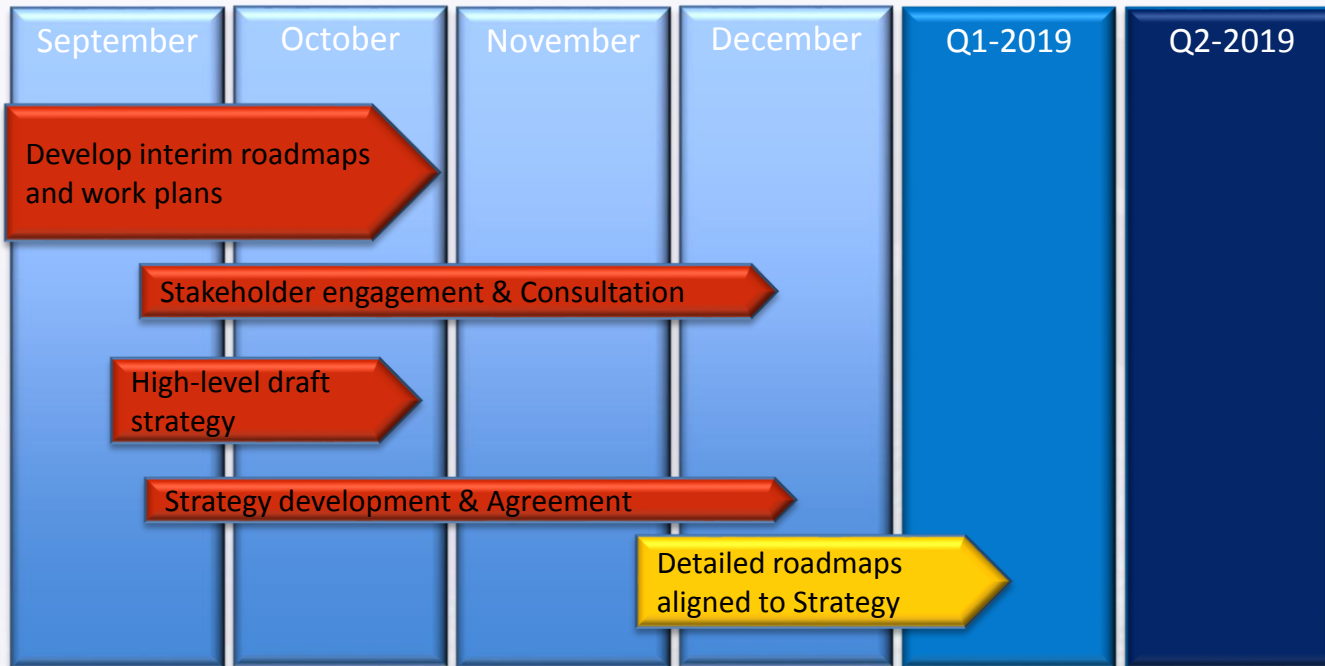 September October November December Q1-2019 Q2-2019
Develop interim roadmaps
and work plans
Stakeholder engagement & Consultation
High-level draft
strategy
Strategy development & Agreement
Detailed roadmaps
aligned to Strategy